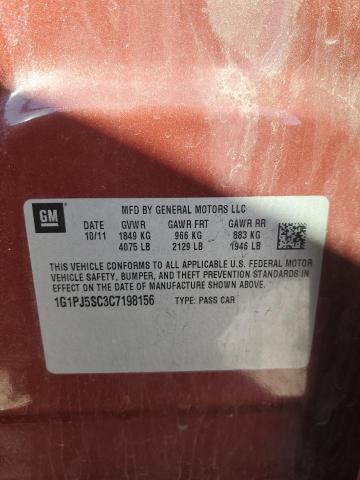 GM
MFD BY GENERAL MOTORS LLC
DATE GVWR GAWR FRT GAWR RR
10/11 1849 KG 966 KG 883 KG
4075 LB 2129 LB 1946 LB
THIS VEHICLE CONFORMS TO ALL APPLICABLE U.S. FEDERAL MOTOR
VEHICLE SAFETY, BUMPER, AND THEFT PREVENTION STANDARDS
IN EFFECT ON THE DATE OF MANUFACTURE SHOWN ABOVE.
1G1PJ5SC3C7198156 TYPE: PASS CAR